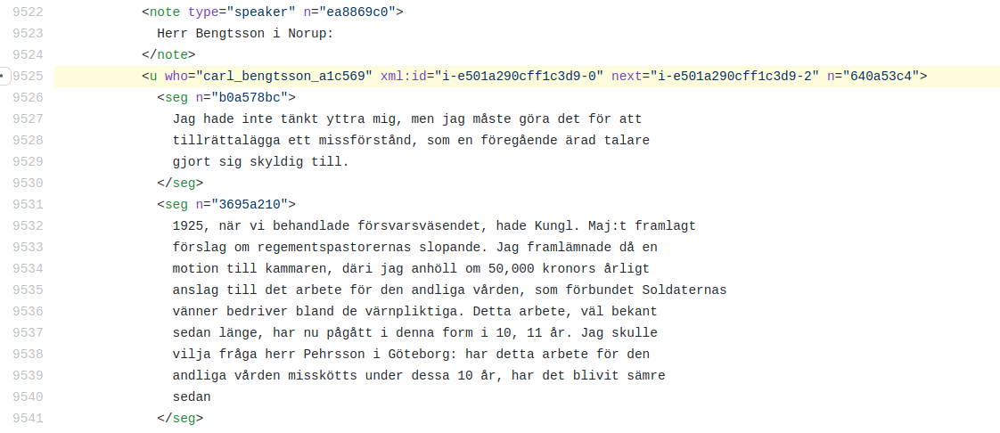 9522 <note type="speaker" n="ea8869c0">
9523 Herr Bengtsson i Norup:
9524 </note>
9525 <u who="carl_bengtsson_a1c569" xml:id="i-e501a290cff1c3d9-0" next="i-e501a290cff1c3d9-2" n="640a53c4">
9526 <seg n="b0a578bc">
9527 Jag hade inte tänkt yttra mig, men jag måste göra det för att
9528 tillrättalägga ett missförstånd, som en föregående ärad talare
9529 gjort sig skyldig till.
9530 </seg>
9531 <seg n="3695a210">
9532 1925, när vi behandlade försvarsväsendet, hade Kungl. Maj:t framlagt
9533 förslag om regementspastorernas slopande. Jag framlämnade då en
9534 motion till kammaren, däri jag anhöll om 50,000 kronors årligt
9535 anslag till det arbete för den andliga vården, som förbundet Soldaternas
9536 vänner bedriver bland de värnpliktiga. Detta arbete, väl bekant
9537 sedan länge, har nu pågått i denna form i 10, 11 år. Jag skulle
9538 vilja fråga herr Pehrsson i Göteborg: har detta arbete för den
9539 andliga vården misskötts under dessa 10 år, har det blivit sämre
9540 sedan
9541 </seg>